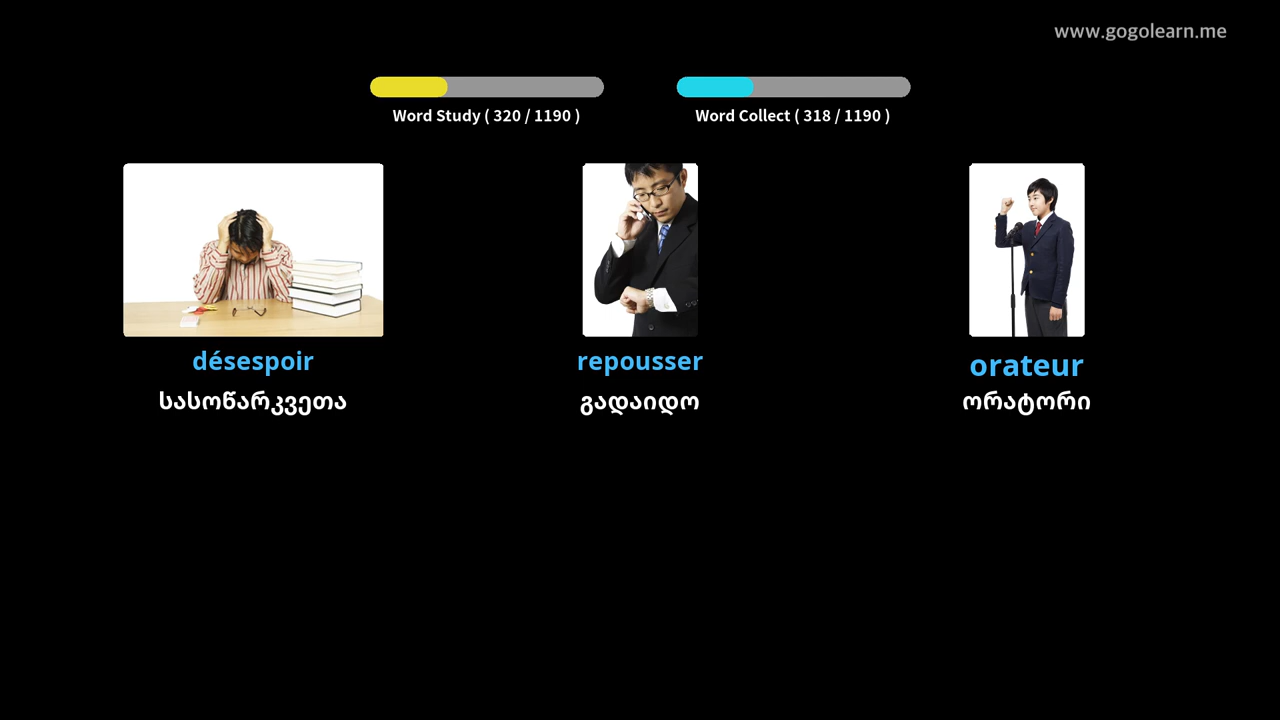 www.gogolearn.me
Word Study ( 320 / 1190 )
Word Collect ( 318 / 1190 )
désespoir
repousser
orateur
სასოწარკვეთა
გადაიდო
ორატორი